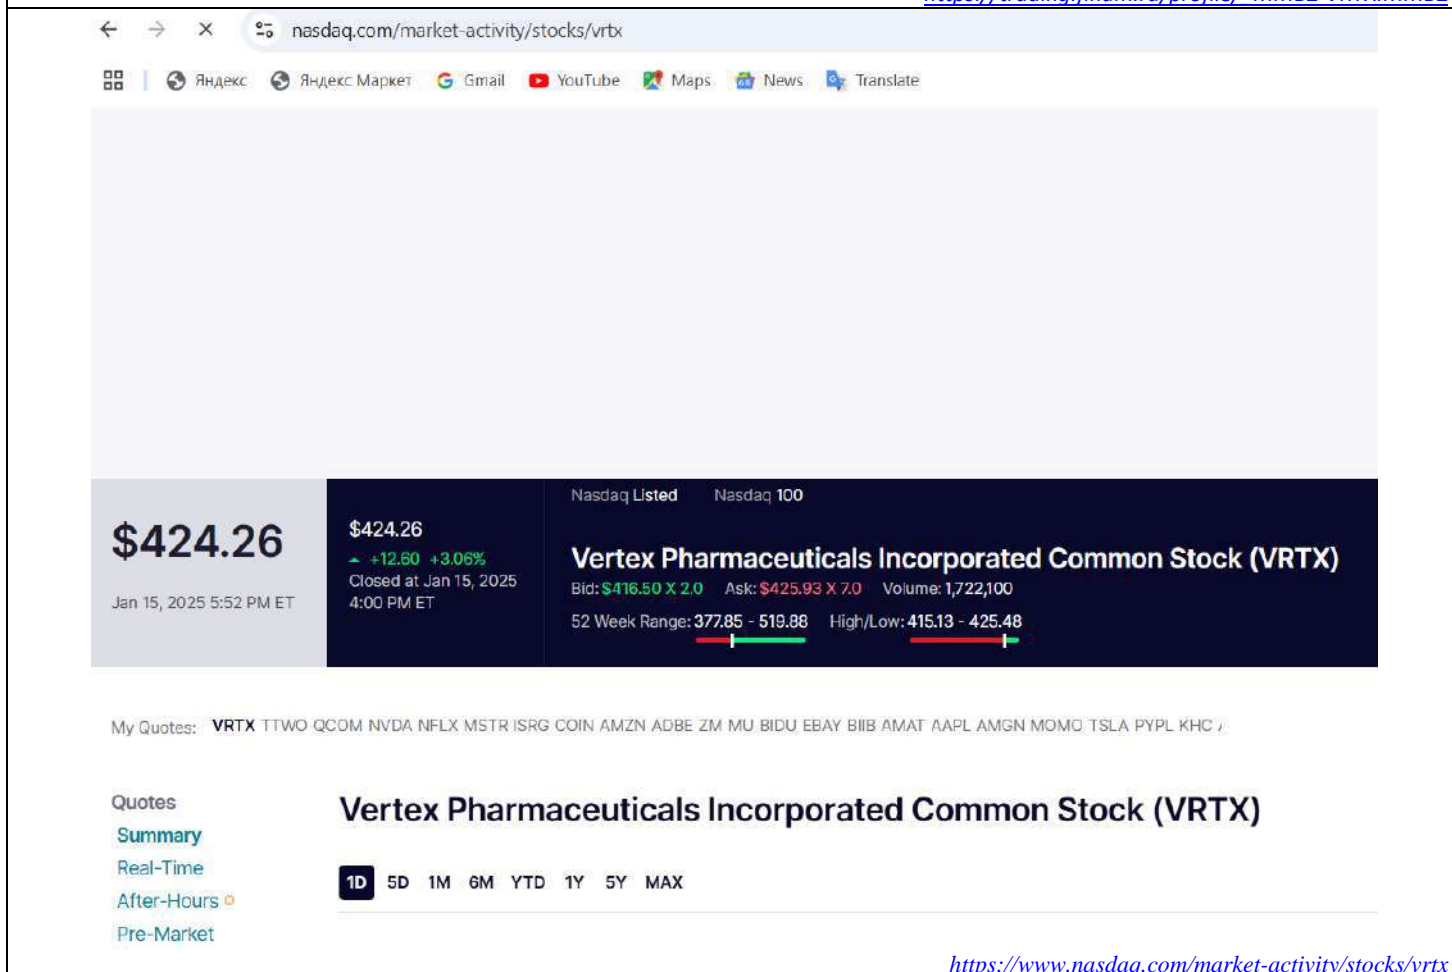 nasdaq.com/market-activity/stocks/vrtx
Яндекс Яндекс Маркет Gmail YouTube Maps News Translate
Nasdaq Listed Nasdaq 100
$424.26
$424.26
+12.60 +3.06%
Closed at Jan 15, 2025
4:00 PM ET
Vertex Pharmaceuticals Incorporated Common Stock (VRTX)
Bid: $416.50 X 2.0 Ask: $425.93 X 7.0 Volume: 1,722,100
Jan 15, 2025 5:52 PM ET
52 Week Range: 377.85 - 519.88 High/Low: 415.13 - 425.48
My Quotes: VRTX TTWO QCOM NVDA NFLX MSTR ISRG COIN AMZN ADBE ZM MU BIDU EBAY BIIB AMAT AAPL AMGN MOMO TSLA PYPL KHC
Quotes
Summary
Real-Time
After-Hours
Pre-Market
Vertex Pharmaceuticals Incorporated Common Stock (VRTX)
1D 5D 1M 6M YTD 1Y 5Y MAX
https://www.nasdaq.com/market-activity/stocks/vrtx